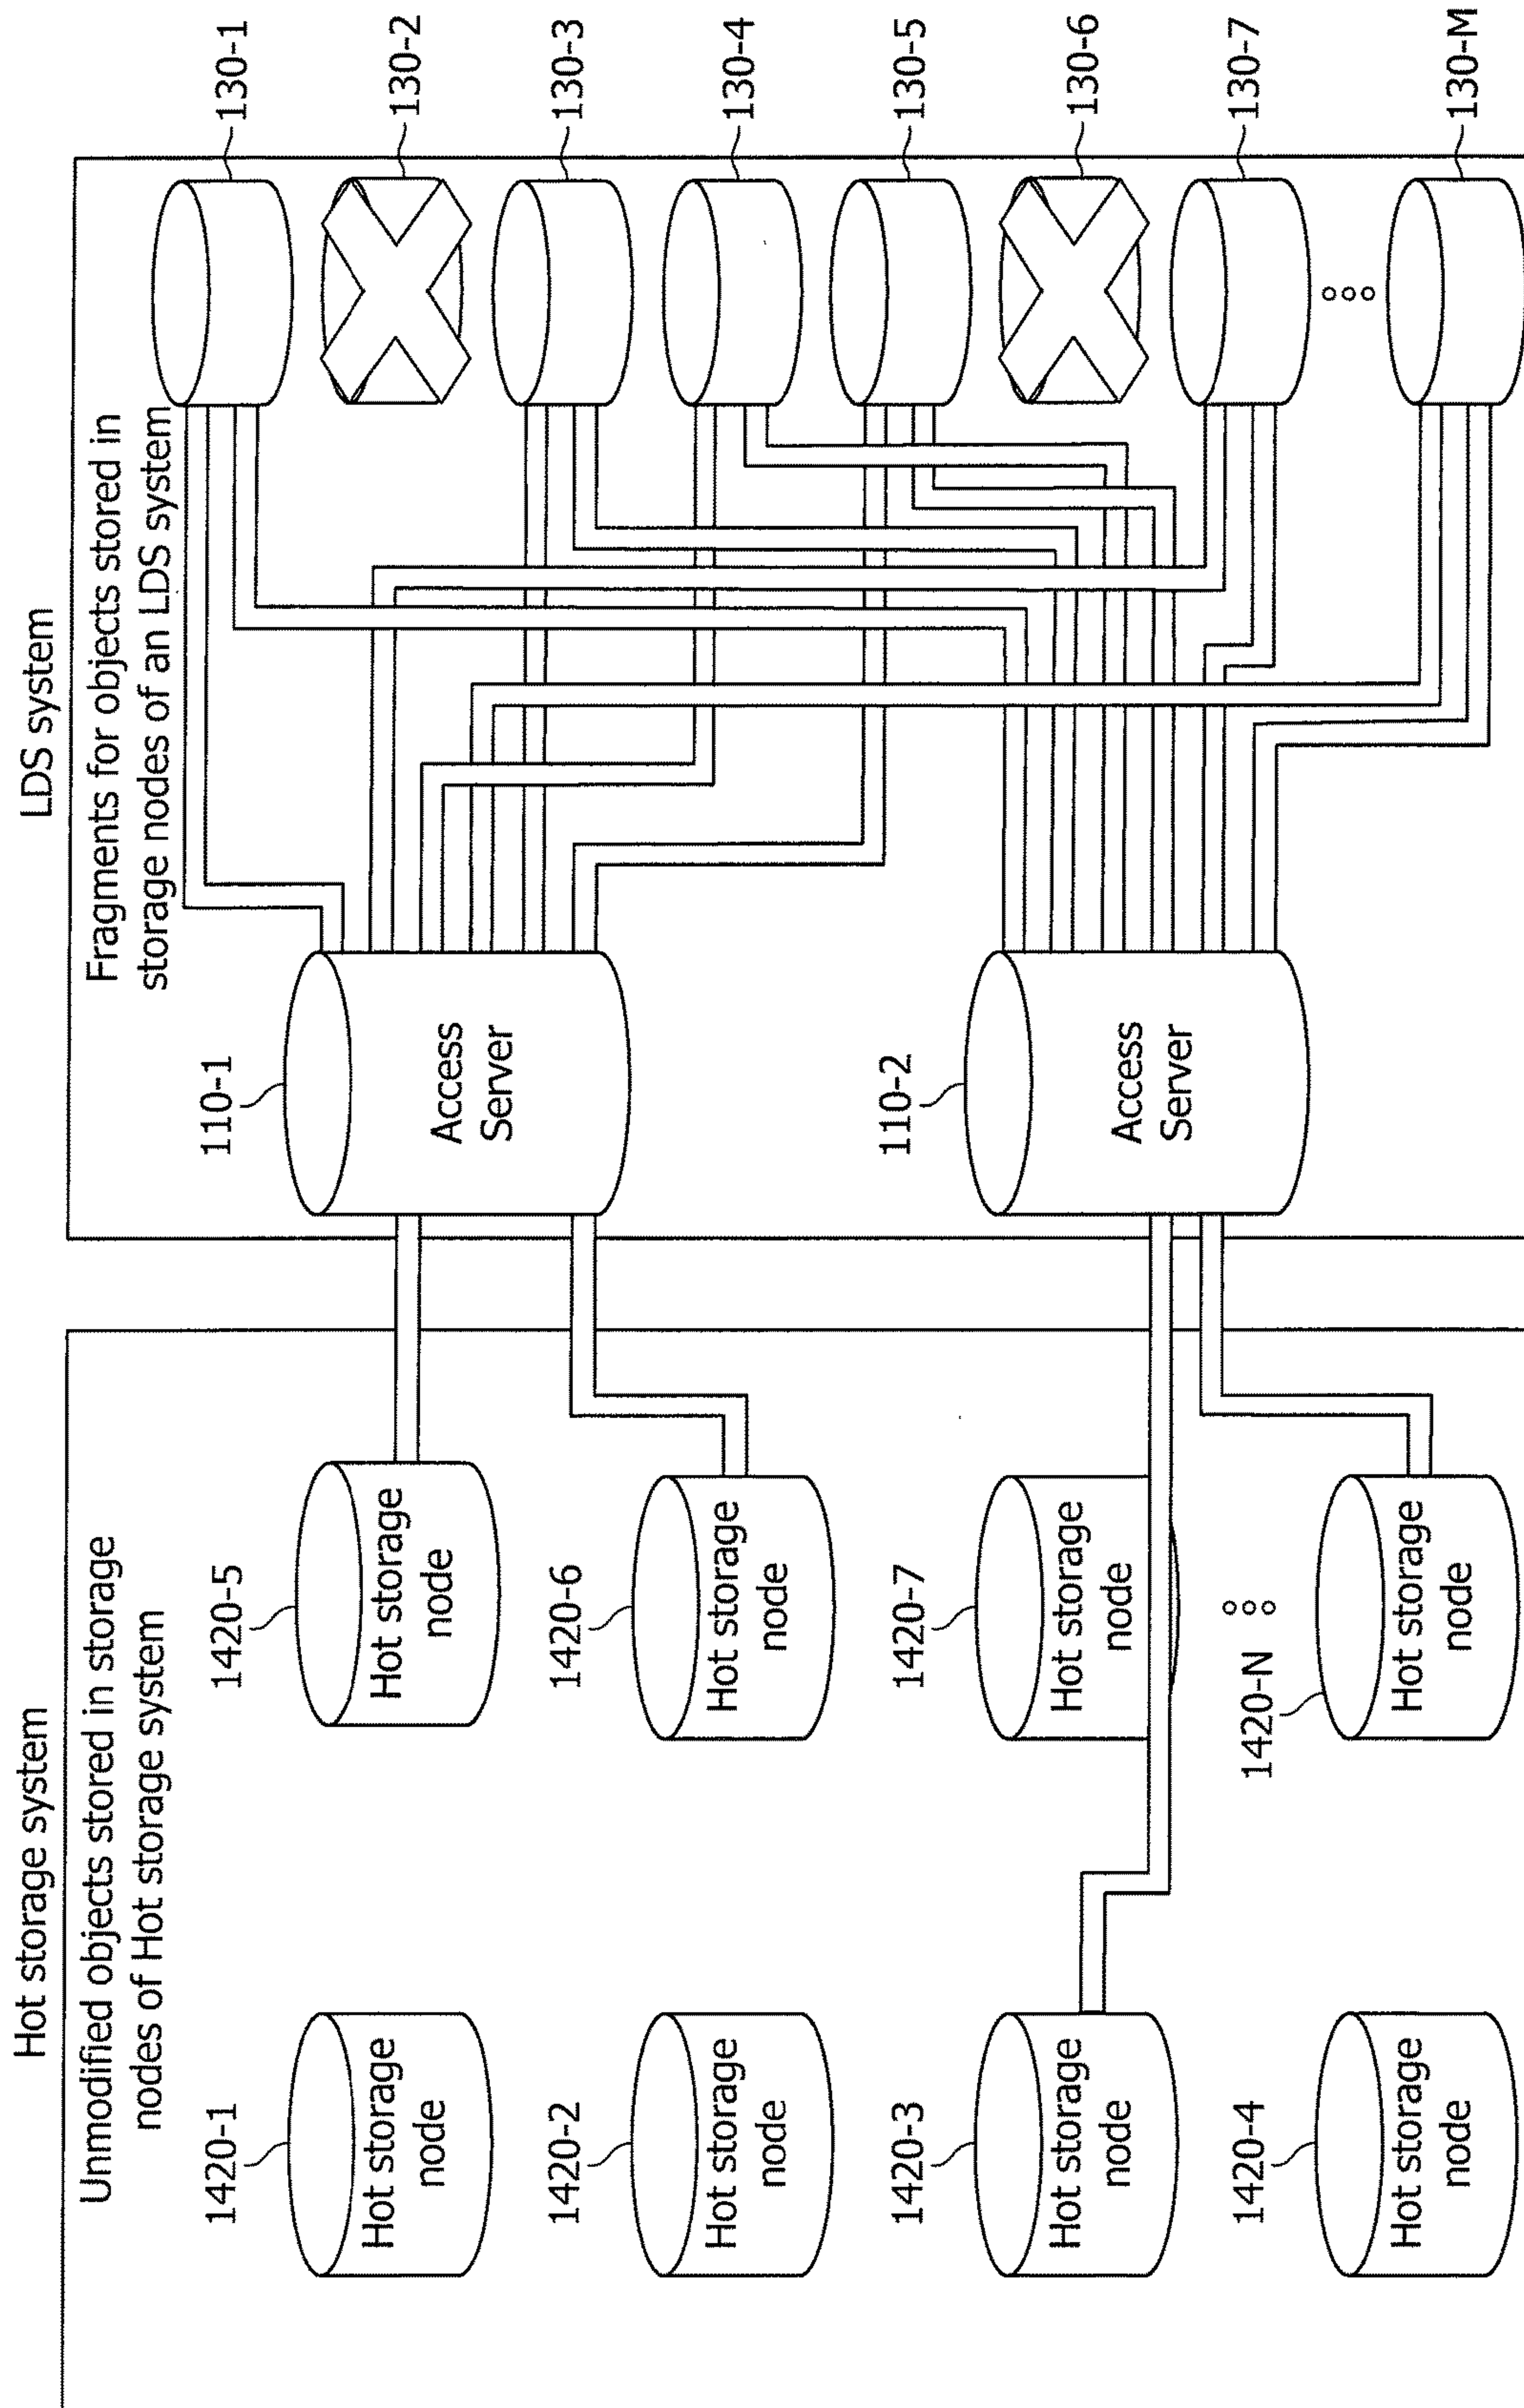 Hot storage system
Unmodified objects stored in storage
nodes of Hot storage system
1420-1
Hot storage
node
1420-5
Hot storage
node
1420-2
Hot storage
node
1420-6
Hot storage
node
1420-3
Hot storage
node
1420-7
Hot storage
node
1420-4
Hot storage
node
1420-N
Hot storage
node
LDS system
Fragments for objects stored in
storage nodes of an LDS system
110-1
Access
Server
110-2
Access
Server
130-1
130-2
130-3
130-4
130-5
130-6
130-7
130-M